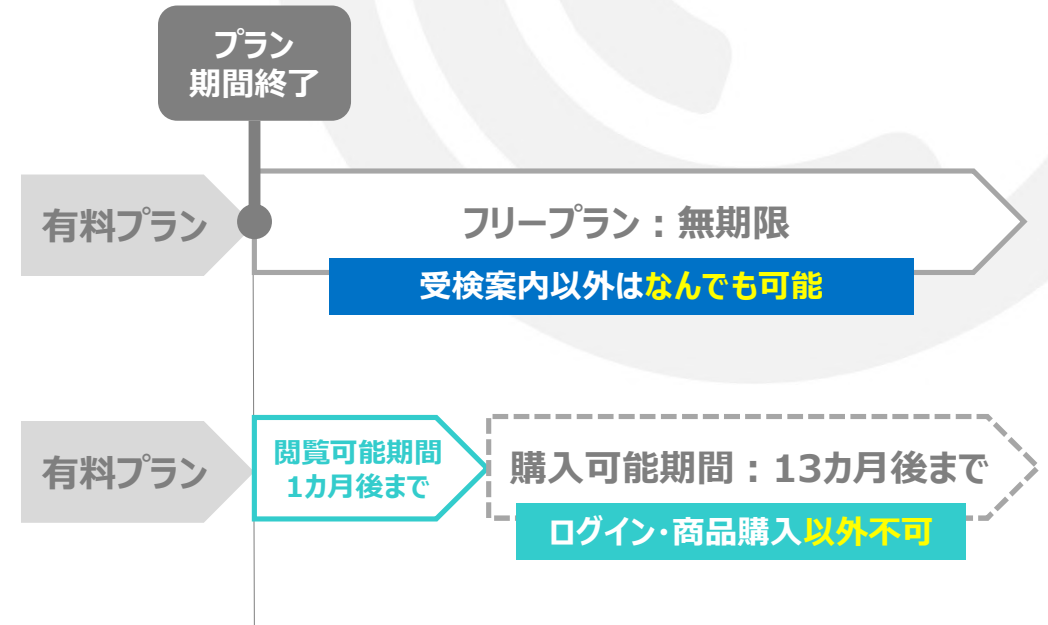 プラン
期間終了
有料プラン
フリープラン：無期限
受検案内以外はなんでも可能
有料プラン
閲覧可能期間
1カ月後まで
購入可能期間：13カ月後まで
ログイン・商品購入以外不可